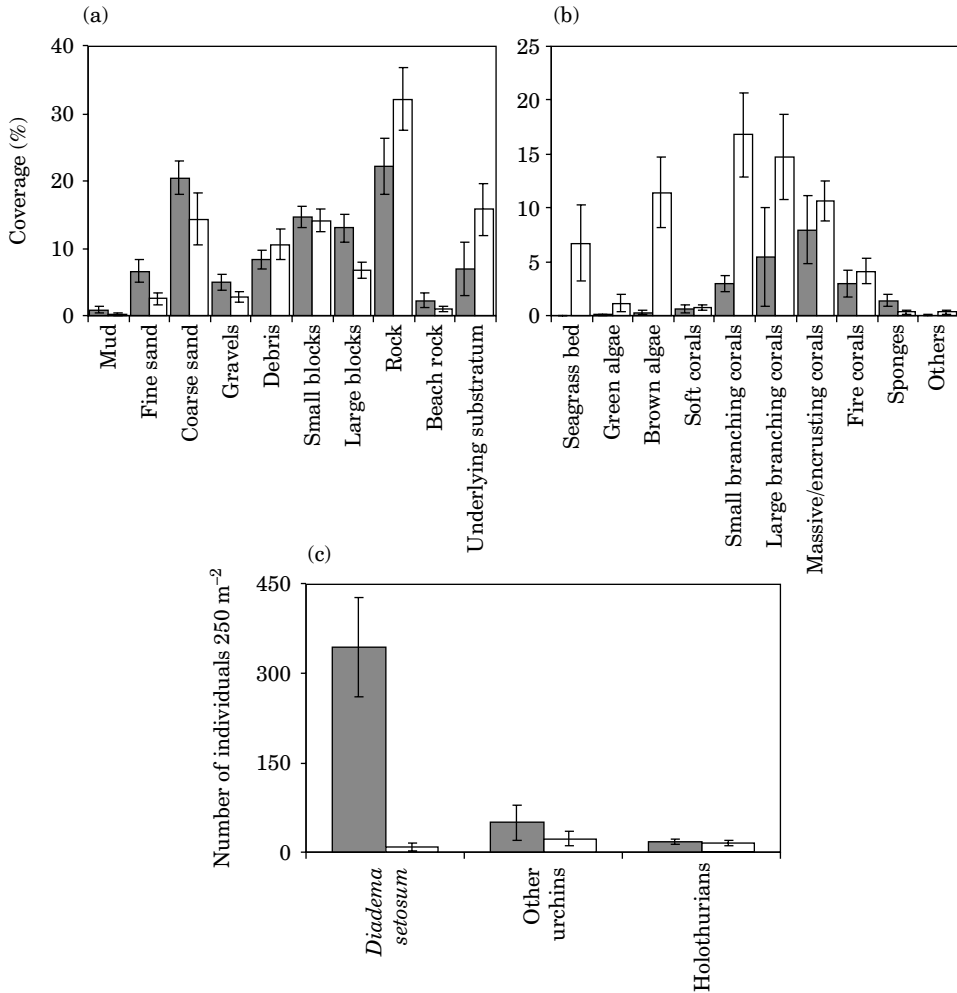 (a)
Coverage (%)
40
30
20
10
0
Mud
Fine sand
Coarse sand
Gravels
Debris
Small blocks
Large blocks
Rock
Beach rock
Underlying substratum
(b)
25
20
15
10
5
0
Seagrass bed
Green algae
Brown algae
Soft corals
Small branching corals
Large branching corals
Massive/encrusting corals
Fire corals
Sponges
Others
(c)
Number of individuals 250 m⁻²
450
300
150
0
Diadema
setosum
Other
urchins
Holothurians